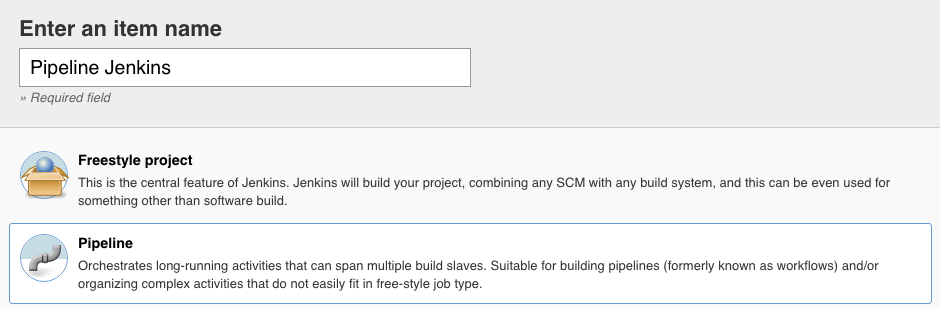 Enter an item name
Pipeline Jenkins
» Required field
Freestyle project
This is the central feature of Jenkins. Jenkins will build your project, combining any SCM with any build system, and this can be even used for
something other than software build.
Pipeline
Orchestrates long-running activities that can span multiple build slaves. Suitable for building pipelines (formerly known as workflows) and/or
organizing complex activities that do not easily fit in free-style job type.